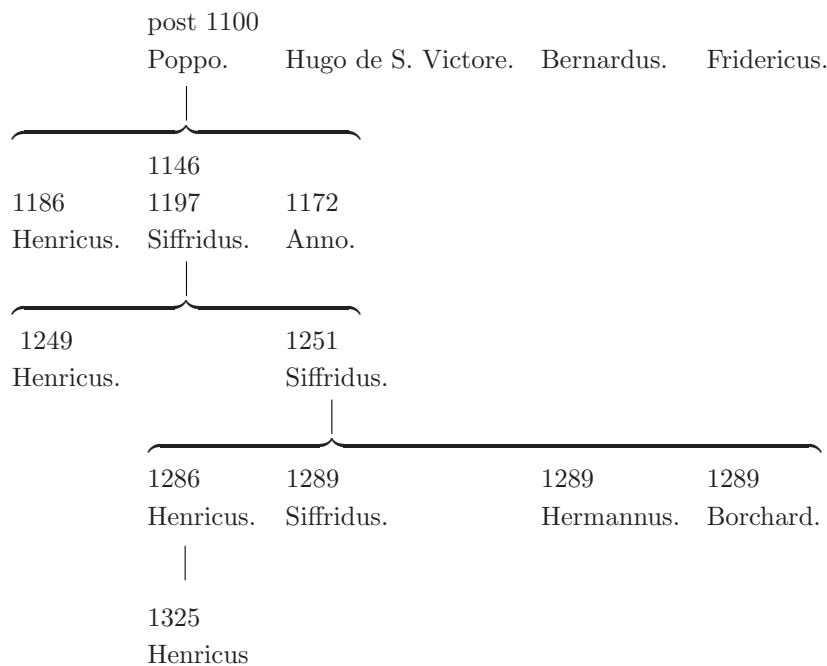 post 1100
Poppo. Hugo de S. Victore. Bernardus. Fridericus.
1146
1186 1197 1172
Henricus. Siffridus. Anno.
1249 1251
Henricus. Siffridus.
1286 1289 1289 1289
Henricus. Siffridus. Hermannus. Borchard.
1325
Henricus